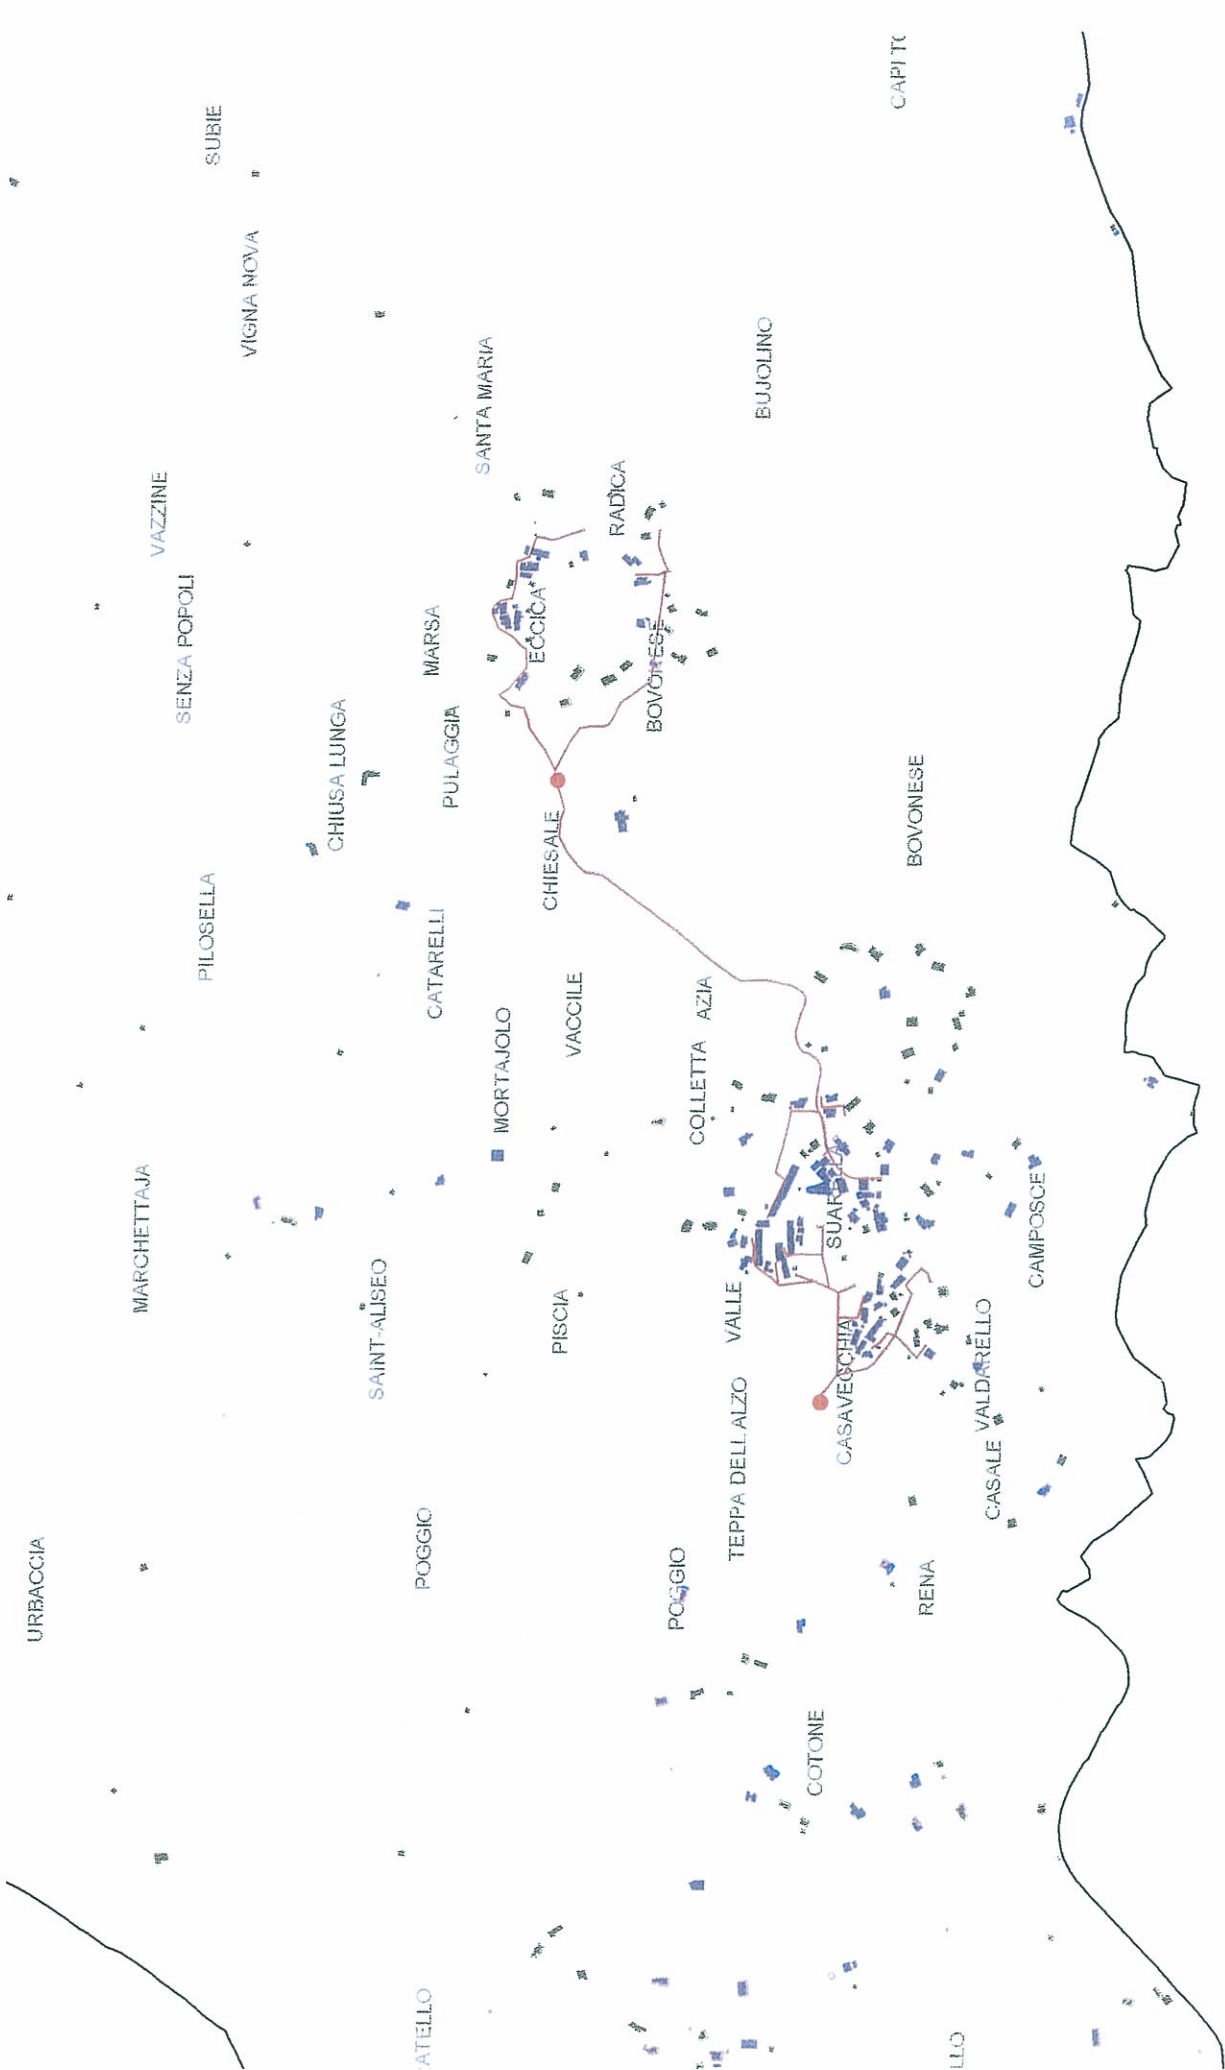 URBACCIA
MARCHETTAJA
VAZZINE
SENZA POPOLI
PILOSELLA
SUBIE
VIGNA NOVA
CHIUSA LUNGA
SAINT-ALISEO
ATELLO
POGGIO
MARSA
CATARELLI
PULAGGIA
SANTA MARIA
MORTAJOLO
ECCICA
CHIESALE
PISCIA
VACCILE
RADICA
BOVONESE
POGGIO
COLLETTA AZIA
VALLE
TEPPA DELL ALZO
BUJOLINO
COTONE
SUARELLA
CASAVECCHIA
CAPI
BOVONESE
RENA
LLO
CASALE VALDARELLO
CAMPOSCE